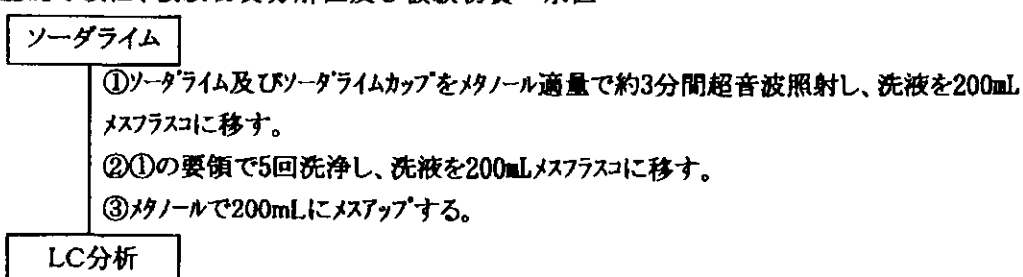 ソーダライム
①ソーダライム及びソーダライムカップをメタノール適量で約3分間超音波照射し、洗液を200mL
メスフラスコに移す。
②①の要領で5回洗浄し、洗液を200mLメスフラスコに移す。
③メタノールで200mLにメスアップする。
LC分析